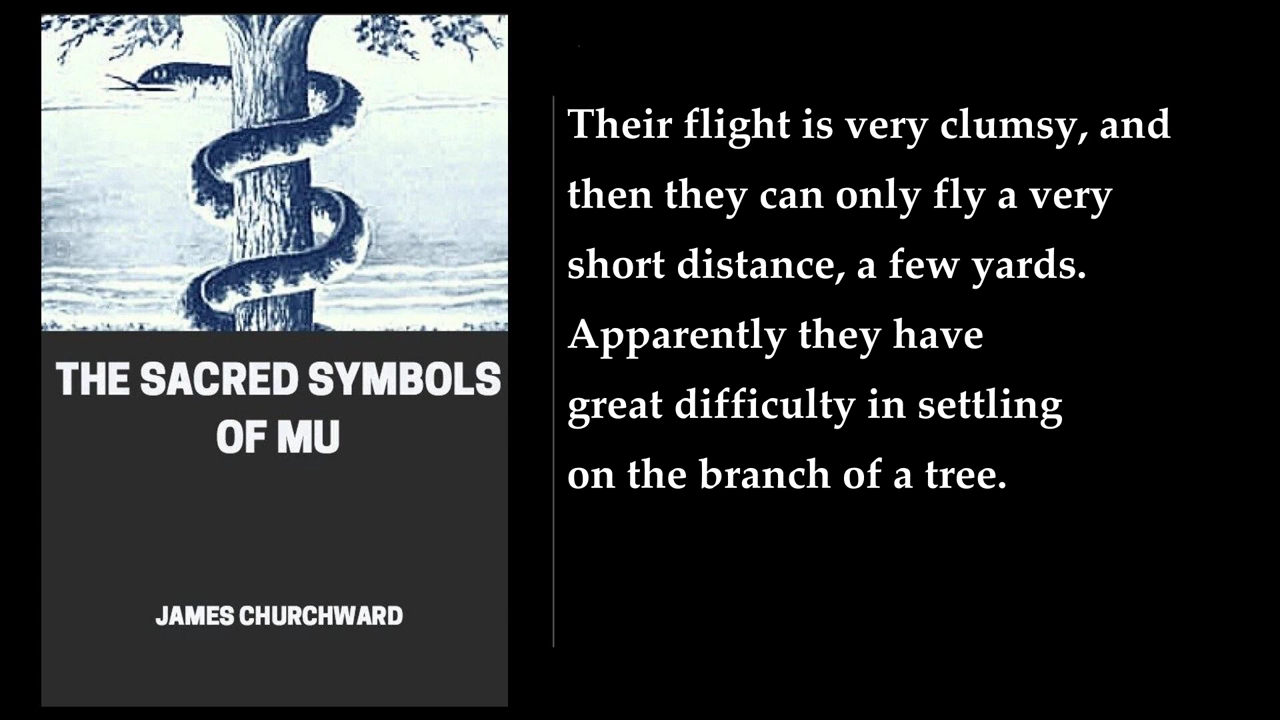 THE SACRED SYMBOLS
OF MU
JAMES CHURCHWARD
Their flight is very clumsy, and
then they can only fly a very
short distance, a few yards.
Apparently they have
great difficulty in settling
on the branch of a tree.